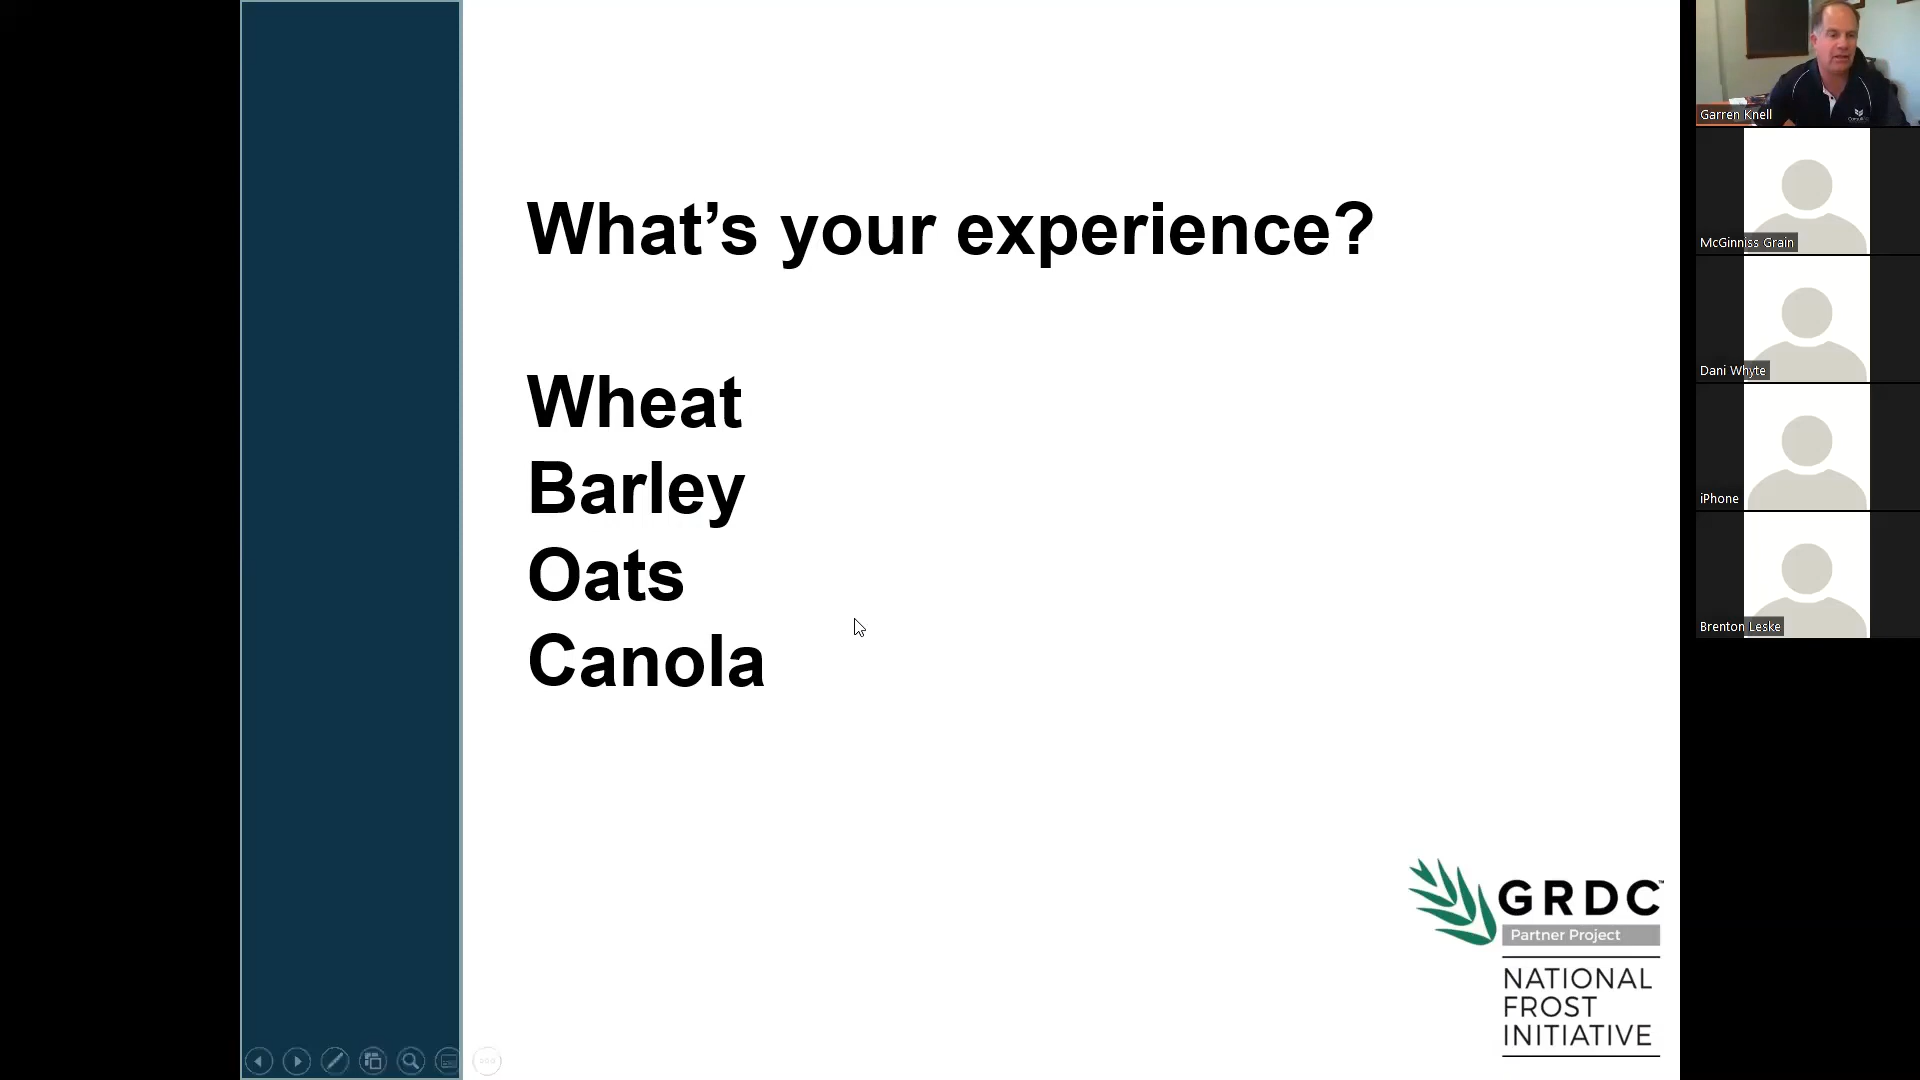 What's your experience?
Wheat
Barley
Oats
Canola
GRDC™
Partner Project
NATIONAL
FROST
INITIATIVE
Garren Knell
McGinniss Grain
Dani Whyte
iPhone
Brenton Leske